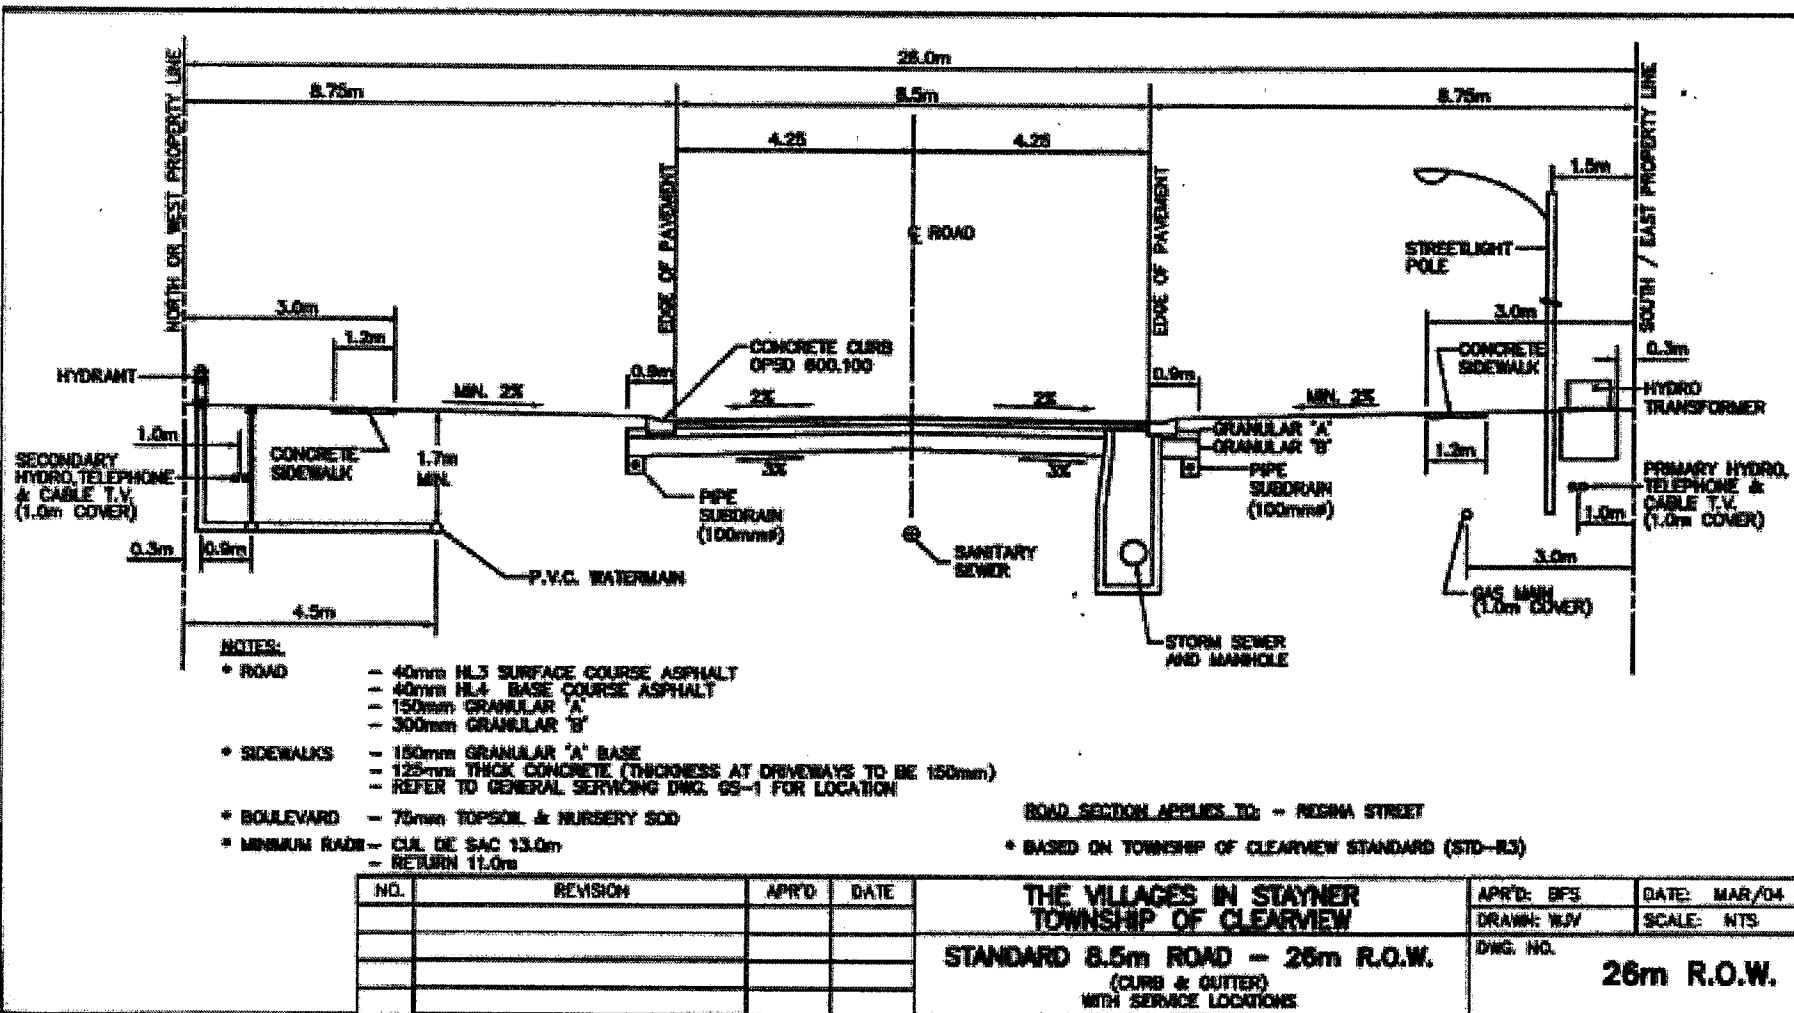 26.0m
8.75m
8.5m
8.75m
4.25
4.25
1.5m
NORTH OR WEST PROPERTY LINE
EDGE OF PAVEMENT
EDGE OF PAVEMENT
SOUTH / EAST PROPERTY LINE
℄ ROAD
STREETLIGHT
POLE
3.0m
1.2m
3.0m
0.3m
HYDRANT
CONCRETE CURB
OPSD 600.100
CONCRETE
SIDEWALK
0.9m
0.9m
MIN. 2%
2%
2%
MIN. 2%
HYDRO
TRANSFORMER
1.0m
CONCRETE
SIDEWALK
1.7m
MIN.
GRANULAR "A"
GRANULAR "B"
1.2m
SECONDARY
HYDRO, TELEPHONE
& CABLE T.V.
(1.0m COVER)
3%
3%
PIPE
SUBDRAIN
(100mmø)
PIPE
SUBDRAIN
(100mmø)
PRIMARY HYDRO,
TELEPHONE &
CABLE T.V.
(1.0m COVER)
1.0m
0.3m
0.9m
P.V.C. WATERMAIN
SANITARY
SEWER
3.0m
GAS MAIN
(1.0m COVER)
4.5m
STORM SEWER
AND MANHOLE
NOTES:
* ROAD - 40mm HL3 SURFACE COURSE ASPHALT
- 40mm HL4 BASE COURSE ASPHALT
- 150mm GRANULAR "A"
- 300mm GRANULAR "B"
* SIDEWALKS - 150mm GRANULAR "A" BASE
- 125mm THICK CONCRETE (THICKNESS AT DRIVEWAYS TO BE 150mm)
- REFER TO GENERAL SERVICING DWG. GS-1 FOR LOCATION
* BOULEVARD - 75mm TOPSOIL & NURSERY SOD
* MINIMUM RADII - CUL DE SAC 13.0m
- RETURN 11.0m
ROAD SECTION APPLIES TO: - REGINA STREET
* BASED ON TOWNSHIP OF CLEARVIEW STANDARD (STD-R3)
NO. REVISION APR'D DATE
THE VILLAGES IN STAYNER
TOWNSHIP OF CLEARVIEW
STANDARD 8.5m ROAD - 26m R.O.W.
(CURB & GUTTER)
WITH SERVICE LOCATIONS
APR'D: BFS DATE: MAR/04
DRAWN: WJV SCALE: NTS
DWG. NO.
26m R.O.W.